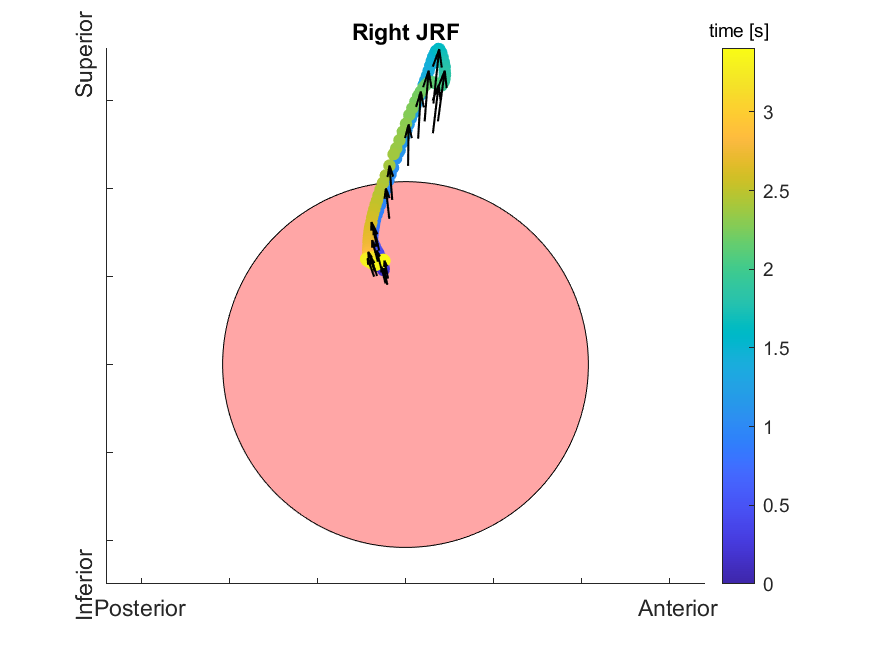 Right JRF
time [s]
Superior
Inferior
Posterior
Anterior
3
2.5
2
1.5
1
0.5
0